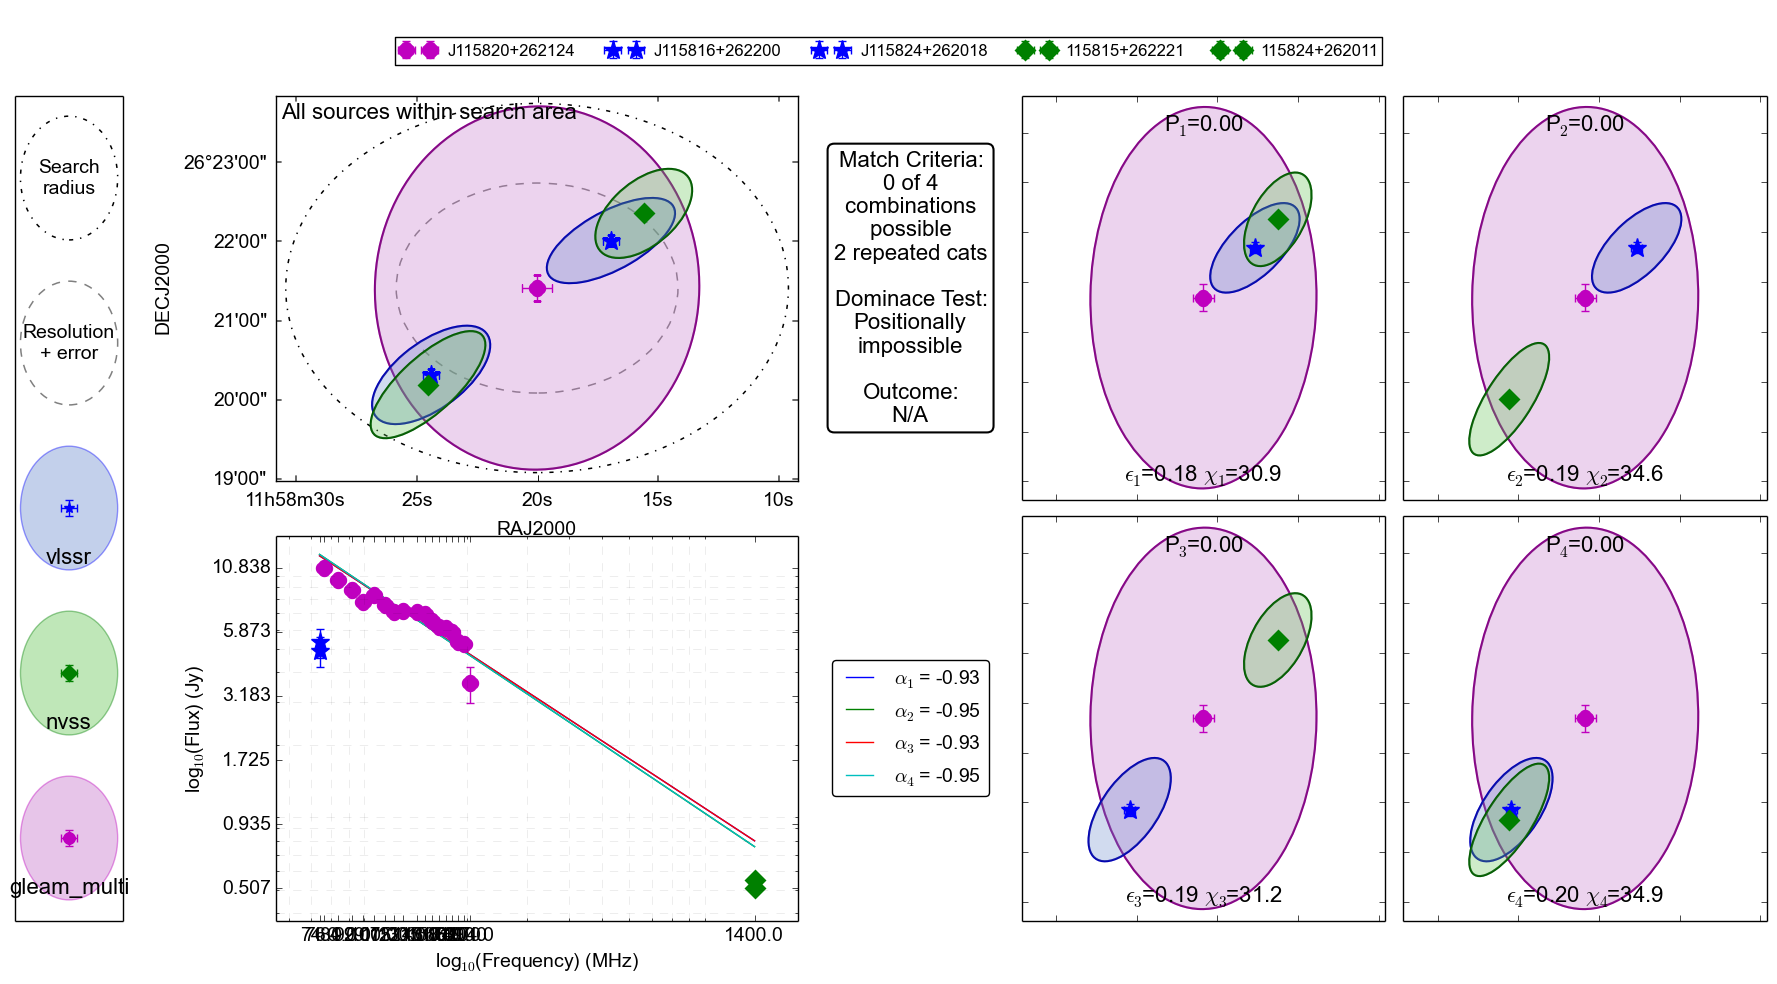 J115820+262124 J115816+262200 J115824+262018 115815+262221 115824+262011
Search
radius
Resolution
+ error
vlssr
nvss
gleam_multi
All sources within search area
DECJ2000
26°23'00"
22'00"
21'00"
20'00"
19'00"
11h58m30s 25s 20s 15s 10s
RAJ2000
Match Criteria:
0 of 4
combinations
possible
2 repeated cats
Dominace Test:
Positionally
impossible
Outcome:
N/A
P1=0.00
ϵ1=0.18 χ1=30.9
P2=0.00
ϵ2=0.19 χ2=34.6
P3=0.00
ϵ3=0.19 χ3=31.2
P4=0.00
ϵ4=0.20 χ4=34.9
log10(Flux) (Jy)
10.838
5.873
3.183
1.725
0.935
0.507
1400.0
log10(Frequency) (MHz)
α1 = -0.93
α2 = -0.95
α3 = -0.93
α4 = -0.95